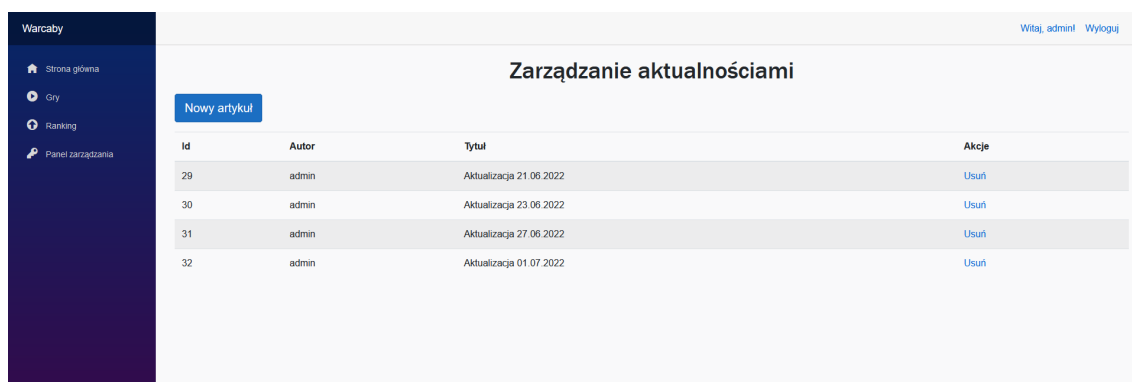 Warcaby
Witaj, admin! Wyloguj
Strona główna
Gry
Ranking
Panel zarządzania
Zarządzanie aktualnościami
Nowy artykuł
Id Autor Tytuł Akcje
29 admin Aktualizacja 21.06.2022 Usuń
30 admin Aktualizacja 23.06.2022 Usuń
31 admin Aktualizacja 27.06.2022 Usuń
32 admin Aktualizacja 01.07.2022 Usuń